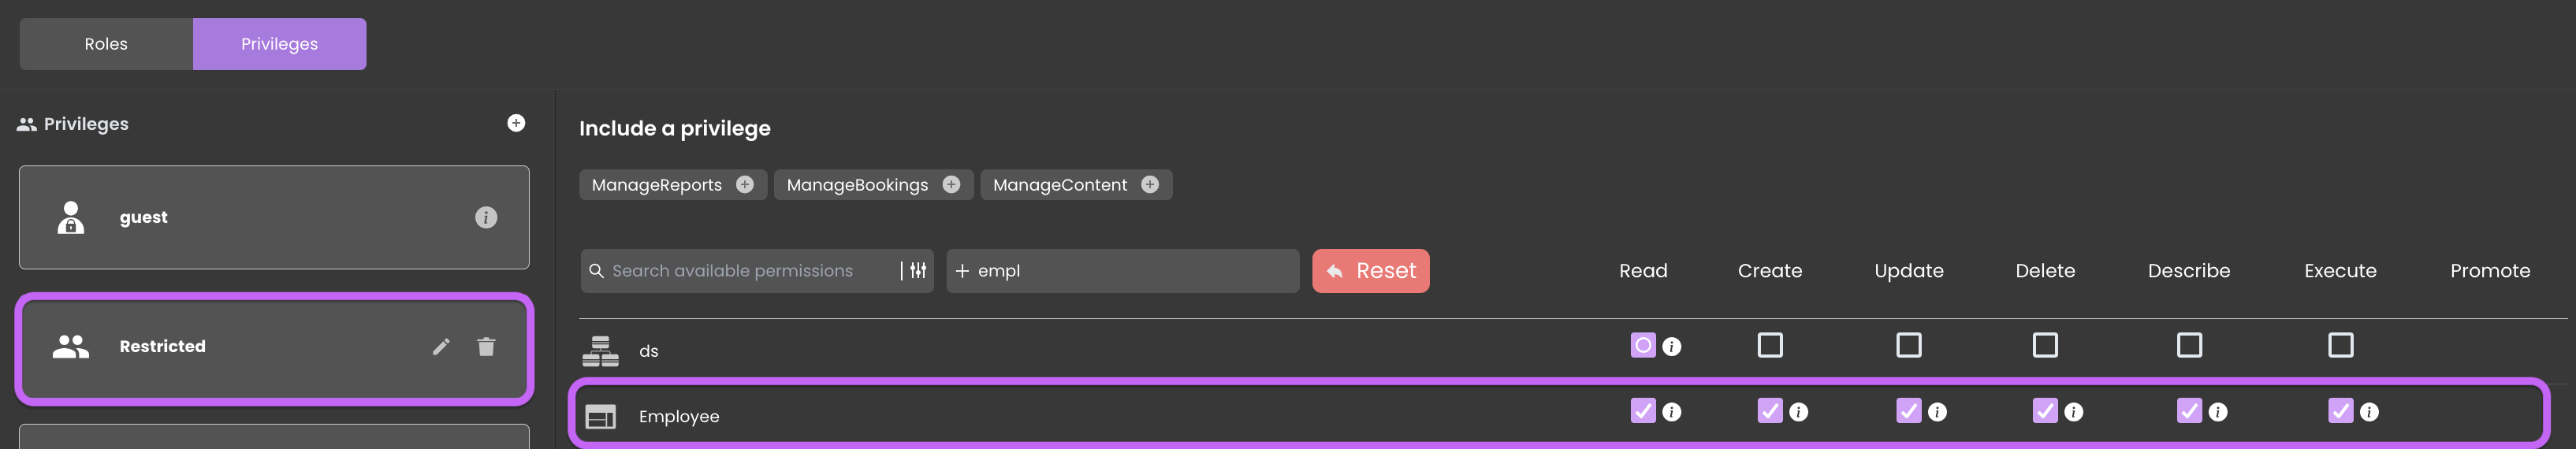 Roles Privileges
Privileges
guest
Restricted
Include a privilege
ManageReports ManageBookings ManageContent
Search available permissions empl Reset Read Create Update Delete Describe Execute Promote
ds
Employee